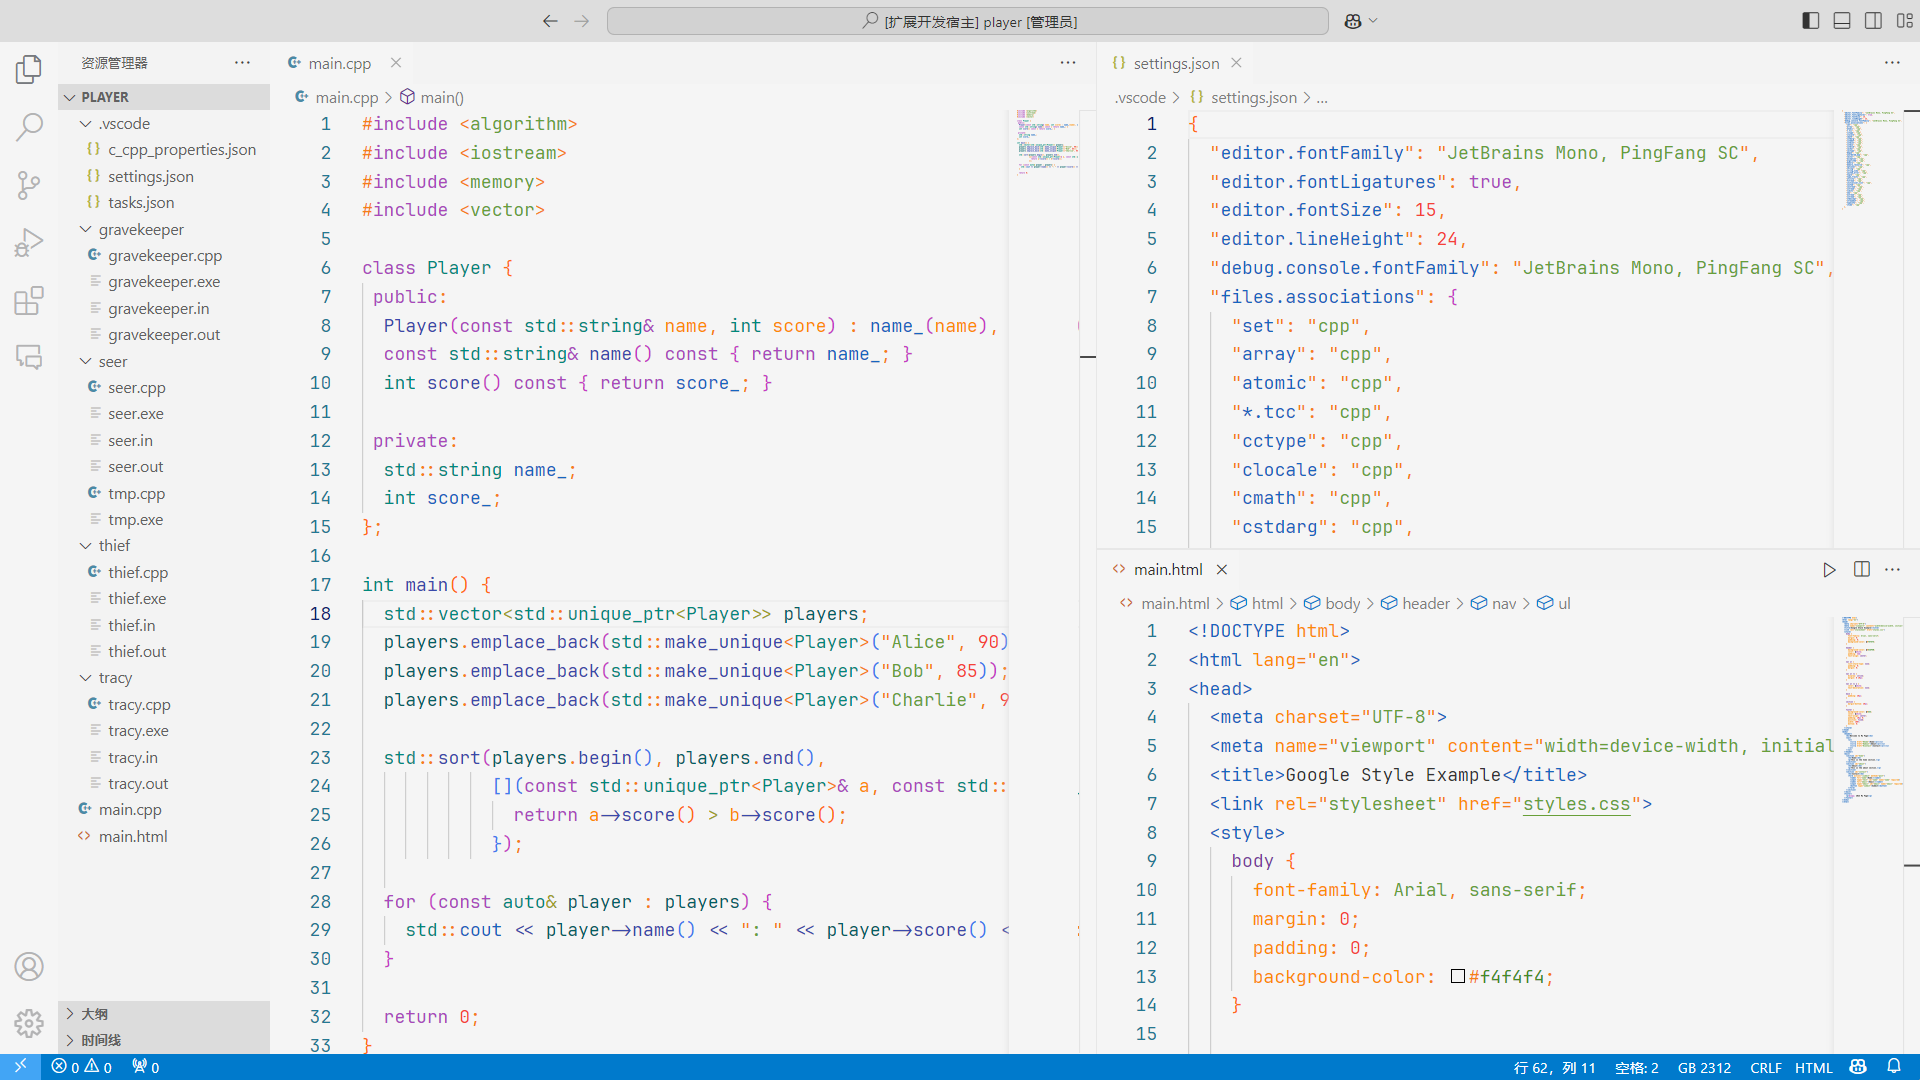 [扩展开发宿主] player [管理员]
资源管理器
PLAYER
.vscode
c_cpp_properties.json
settings.json
tasks.json
gravekeeper
gravekeeper.cpp
gravekeeper.exe
gravekeeper.in
gravekeeper.out
seer
seer.cpp
seer.exe
seer.in
seer.out
tmp.cpp
tmp.exe
thief
thief.cpp
thief.exe
thief.in
thief.out
tracy
tracy.cpp
tracy.exe
tracy.in
tracy.out
main.cpp
main.html
大纲
时间线
main.cpp
main.cpp > main()
1 #include <algorithm>
2 #include <iostream>
3 #include <memory>
4 #include <vector>
5
6 class Player {
7 public:
8 Player(const std::string& name, int score) : name_(name),
9 const std::string& name() const { return name_; }
10 int score() const { return score_; }
11
12 private:
13 std::string name_;
14 int score_;
15 };
16
17 int main() {
18 std::vector<std::unique_ptr<Player>> players;
19 players.emplace_back(std::make_unique<Player>("Alice", 90)
20 players.emplace_back(std::make_unique<Player>("Bob", 85));
21 players.emplace_back(std::make_unique<Player>("Charlie", 9
22
23 std::sort(players.begin(), players.end(),
24 [](const std::unique_ptr<Player>& a, const std::
25 return a->score() > b->score();
26 });
27
28 for (const auto& player : players) {
29 std::cout << player->name() << ": " << player->score() <
30 }
31
32 return 0;
33 }
settings.json
.vscode > settings.json > ...
1 {
2 "editor.fontFamily": "JetBrains Mono, PingFang SC",
3 "editor.fontLigatures": true,
4 "editor.fontSize": 15,
5 "editor.lineHeight": 24,
6 "debug.console.fontFamily": "JetBrains Mono, PingFang SC",
7 "files.associations": {
8 "set": "cpp",
9 "array": "cpp",
10 "atomic": "cpp",
11 "*.tcc": "cpp",
12 "cctype": "cpp",
13 "clocale": "cpp",
14 "cmath": "cpp",
15 "cstdarg": "cpp",
main.html
main.html > html > body > header > nav > ul
1 <!DOCTYPE html>
2 <html lang="en">
3 <head>
4 <meta charset="UTF-8">
5 <meta name="viewport" content="width=device-width, initial
6 <title>Google Style Example</title>
7 <link rel="stylesheet" href="styles.css">
8 <style>
9 body {
10 font-family: Arial, sans-serif;
11 margin: 0;
12 padding: 0;
13 background-color: #f4f4f4;
14 }
15
0 0 0 行 62，列 11 空格: 2 GB 2312 CRLF HTML